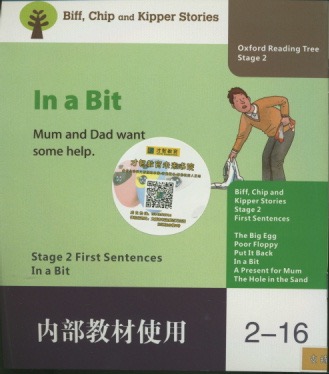 Biff, Chip and Kipper Stories
Oxford Reading Tree
Stage 2
In a Bit
Mum and Dad want
some help.
Biff, Chip and
Kipper Stories
Stage 2
First Sentences
The Big Egg
Poor Floppy
Put It Back
In a Bit
A Present for Mum
The Hole in the Sand
Stage 2 First Sentences
In a Bit
内部教材使用
2-16